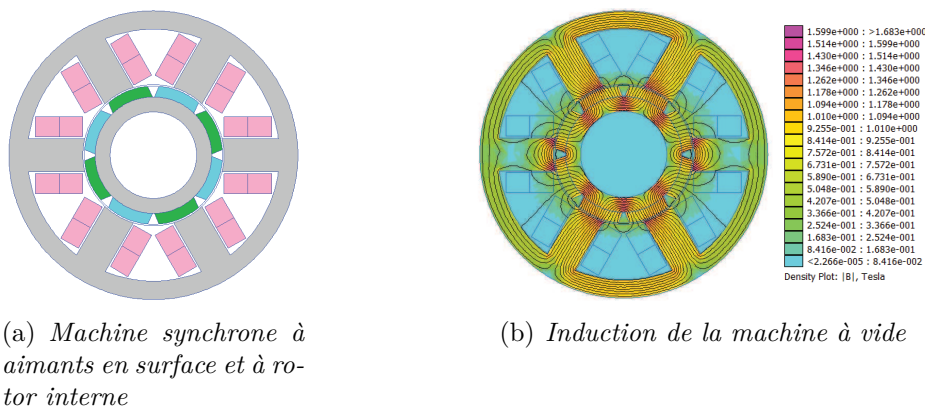 1.599e+000 : >1.683e+000
1.514e+000 : 1.599e+000
1.430e+000 : 1.514e+000
1.346e+000 : 1.430e+000
1.262e+000 : 1.346e+000
1.178e+000 : 1.262e+000
1.094e+000 : 1.178e+000
1.010e+000 : 1.094e+000
9.255e-001 : 1.010e+000
8.414e-001 : 9.255e-001
7.572e-001 : 8.414e-001
6.731e-001 : 7.572e-001
5.890e-001 : 6.731e-001
5.048e-001 : 5.890e-001
4.207e-001 : 5.048e-001
3.366e-001 : 4.207e-001
2.524e-001 : 3.366e-001
1.683e-001 : 2.524e-001
8.416e-002 : 1.683e-001
<2.266e-005 : 8.416e-002
Density Plot: |B|, Tesla
(a) Machine synchrone à
aimants en surface et à ro-
tor interne
(b) Induction de la machine à vide